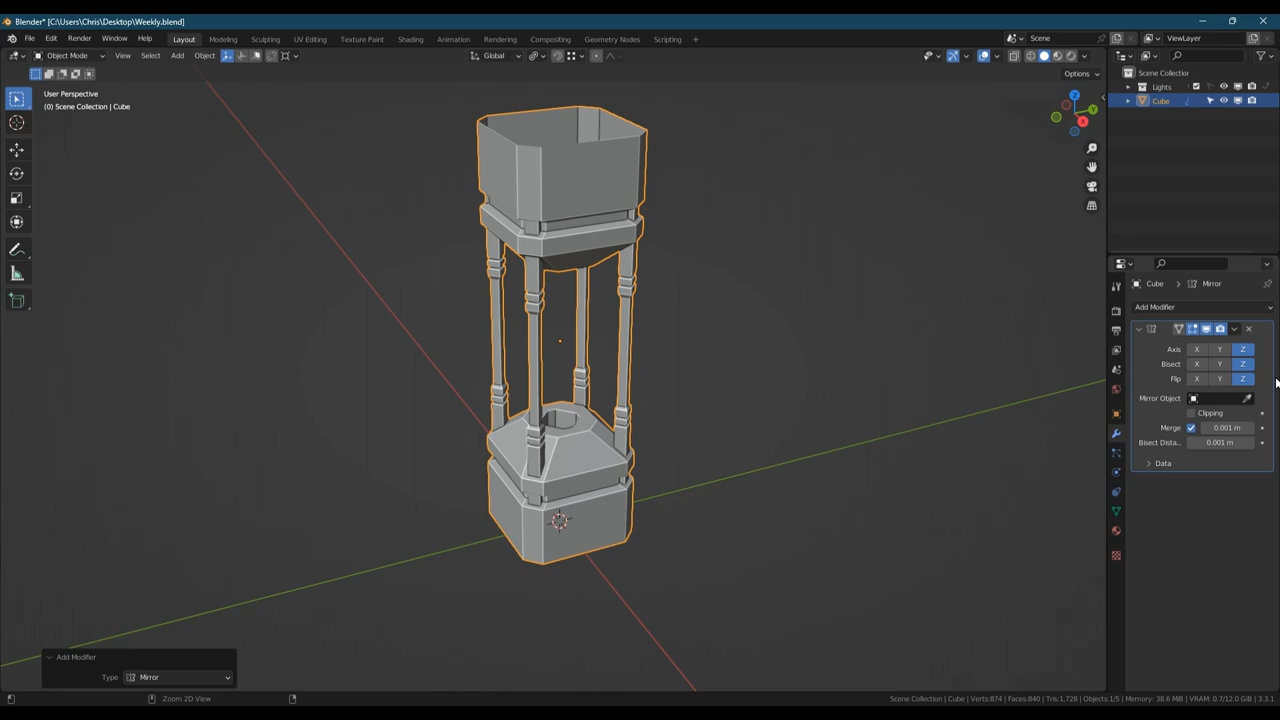 Blender* [C:\Users\Chris\Desktop\Weekly.blend]
File Edit Render Window Help Layout Modeling Sculpting UV Editing Texture Paint Shading Animation Rendering Compositing Geometry Nodes Scripting + Scene ViewLayer
Object Mode View Select Add Object Global
Options
User Perspective
(0) Scene Collection | Cube
Z
Y
X
Scene Collection
Lights
Cube
Cube > Mirror
Add Modifier
Axis X Y Z
Bisect X Y Z
Flip X Y Z
Mirror Object
Clipping
Merge 0.001 m
Bisect Dista... 0.001 m
Data
Add Modifier
Type Mirror
Zoom 2D View
Scene Collection | Cube | Verts:874 | Faces:840 | Tris:1,728 | Objects:1/5 | Memory: 38.6 MiB | VRAM: 0.7/12.0 GiB | 3.3.1